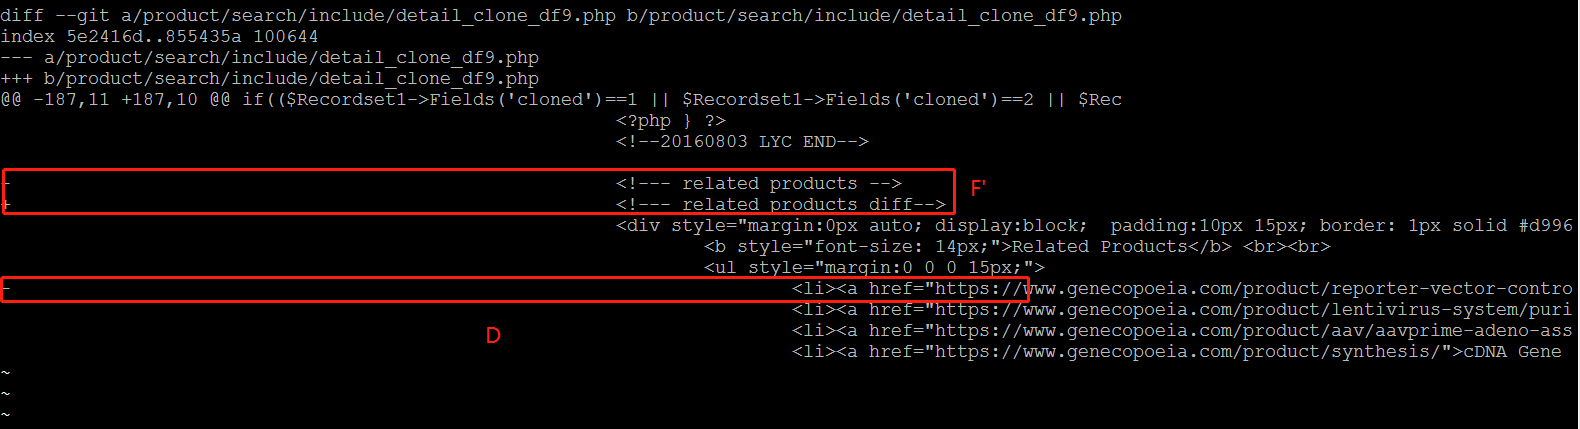 diff --git a/product/search/include/detail_clone_df9.php b/product/search/include/detail_clone_df9.php
index 5e2416d..855435a 100644
--- a/product/search/include/detail_clone_df9.php
+++ b/product/search/include/detail_clone_df9.php
@@ -187,11 +187,10 @@ if(($Recordset1->Fields('cloned')==1 || $Recordset1->Fields('cloned')==2 || $Rec
<?php } ?>
<!--20160803 LYC END-->
- <!--- related products --> F'
+ <!--- related products diff-->
<div style="margin:0px auto; display:block;  padding:10px 15px; border: 1px solid #d996
<b style="font-size: 14px;">Related Products</b> <br><br>
<ul style="margin:0 0 0 15px;">
- <li><a href="https://www.genecopoeia.com/product/reporter-vector-contro
<li><a href="https://www.genecopoeia.com/product/lentivirus-system/puri
D
<li><a href="https://www.genecopoeia.com/product/aav/aavprime-adeno-ass
<li><a href="https://www.genecopoeia.com/product/synthesis/">cDNA Gene
~
~
~